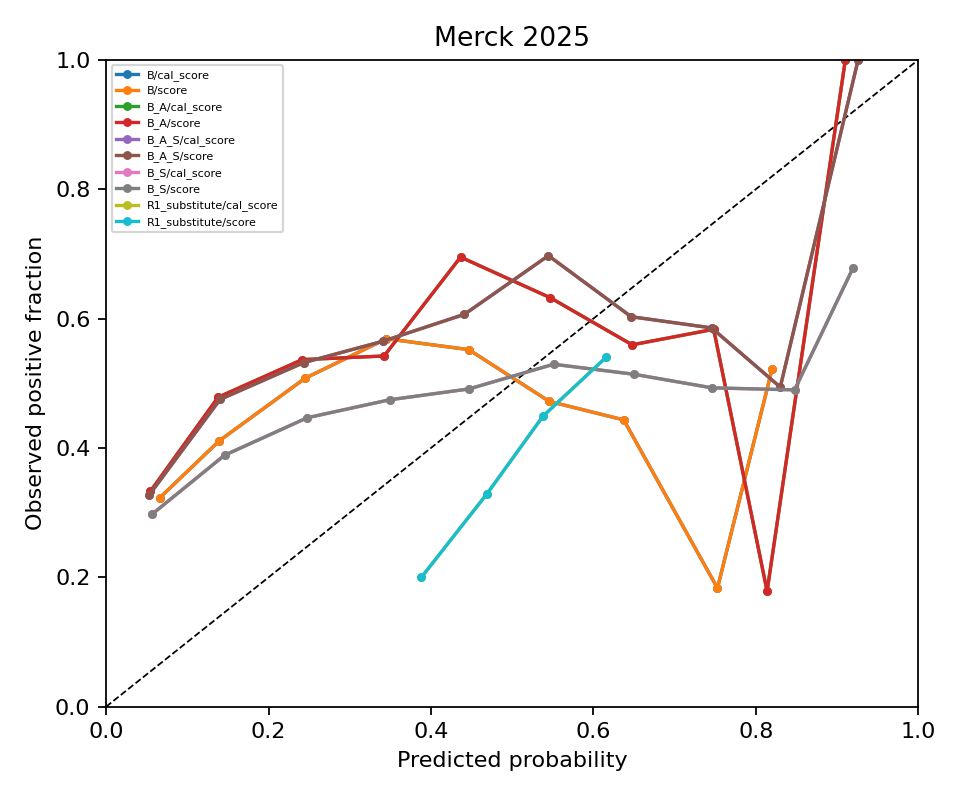 Merck 2025
1.0
0.8
0.6
0.4
0.2
0.0
Observed positive fraction
B/cal_score
B/score
B_A/cal_score
B_A/score
B_A_S/cal_score
B_A_S/score
B_S/cal_score
B_S/score
R1_substitute/cal_score
R1_substitute/score
0.0 0.2 0.4 0.6 0.8 1.0
Predicted probability